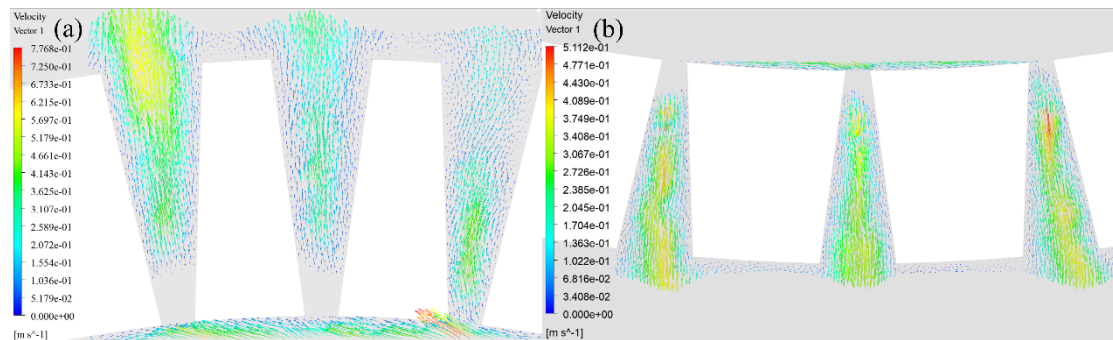 Velocity
Vector 1
(a)
7.768e-01
7.250e-01
6.733e-01
6.215e-01
5.697e-01
5.179e-01
4.661e-01
4.143e-01
3.625e-01
3.107e-01
2.589e-01
2.072e-01
1.554e-01
1.036e-01
5.179e-02
0.000e+00
[m s^-1]
Velocity
Vector 1
(b)
5.112e-01
4.771e-01
4.430e-01
4.089e-01
3.749e-01
3.408e-01
3.067e-01
2.726e-01
2.385e-01
2.045e-01
1.704e-01
1.363e-01
1.022e-01
6.816e-02
3.408e-02
0.000e+00
[m s^-1]